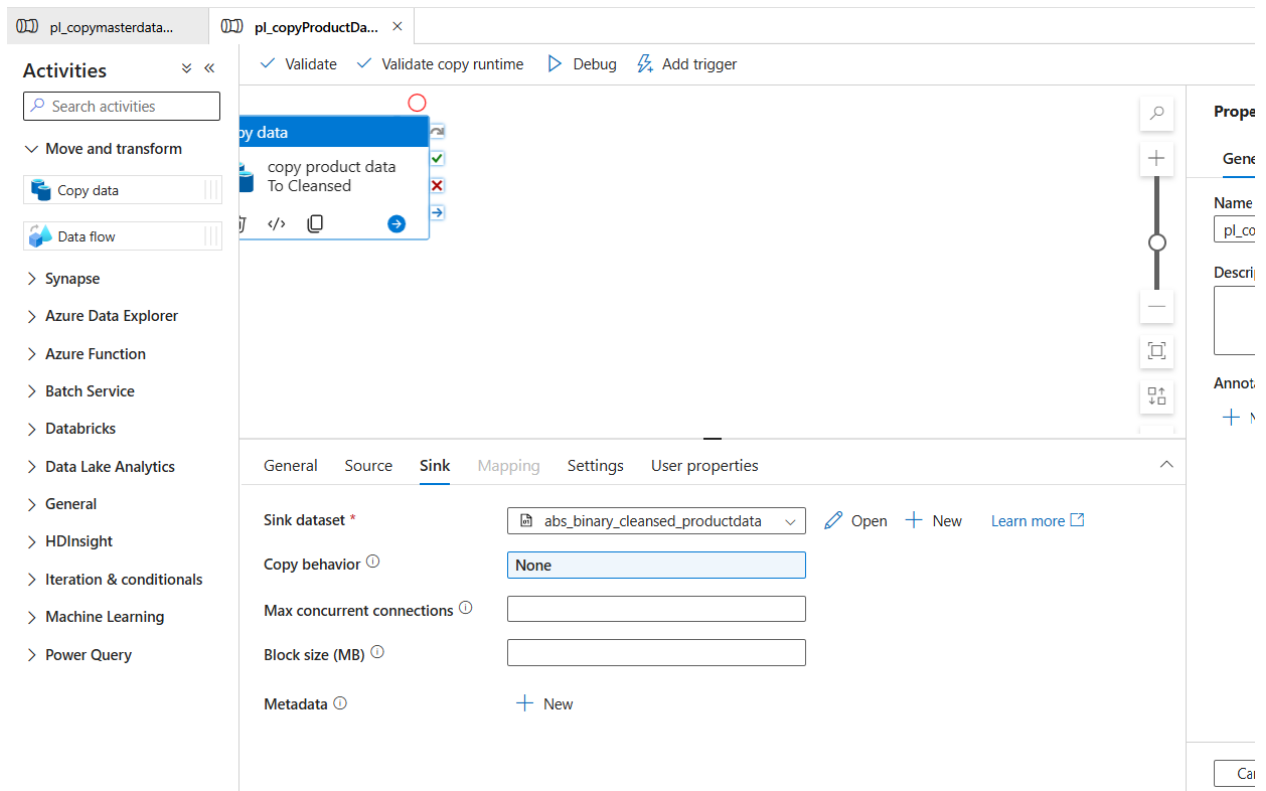 pl_copymasterdata...
pl_copyProductDa...
Activities
Search activities
Move and transform
Copy data
Data flow
Synapse
Azure Data Explorer
Azure Function
Batch Service
Databricks
Data Lake Analytics
General
HDInsight
Iteration & conditionals
Machine Learning
Power Query
Validate Validate copy runtime Debug Add trigger
py data
copy product data
To Cleansed
General Source Sink Mapping Settings User properties
Sink dataset * abs_binary_cleansed_productdata Open New Learn more
Copy behavior None
Max concurrent connections
Block size (MB)
Metadata New
Prope
Gene
Name
pl_co
Descri
Annota
N
Car